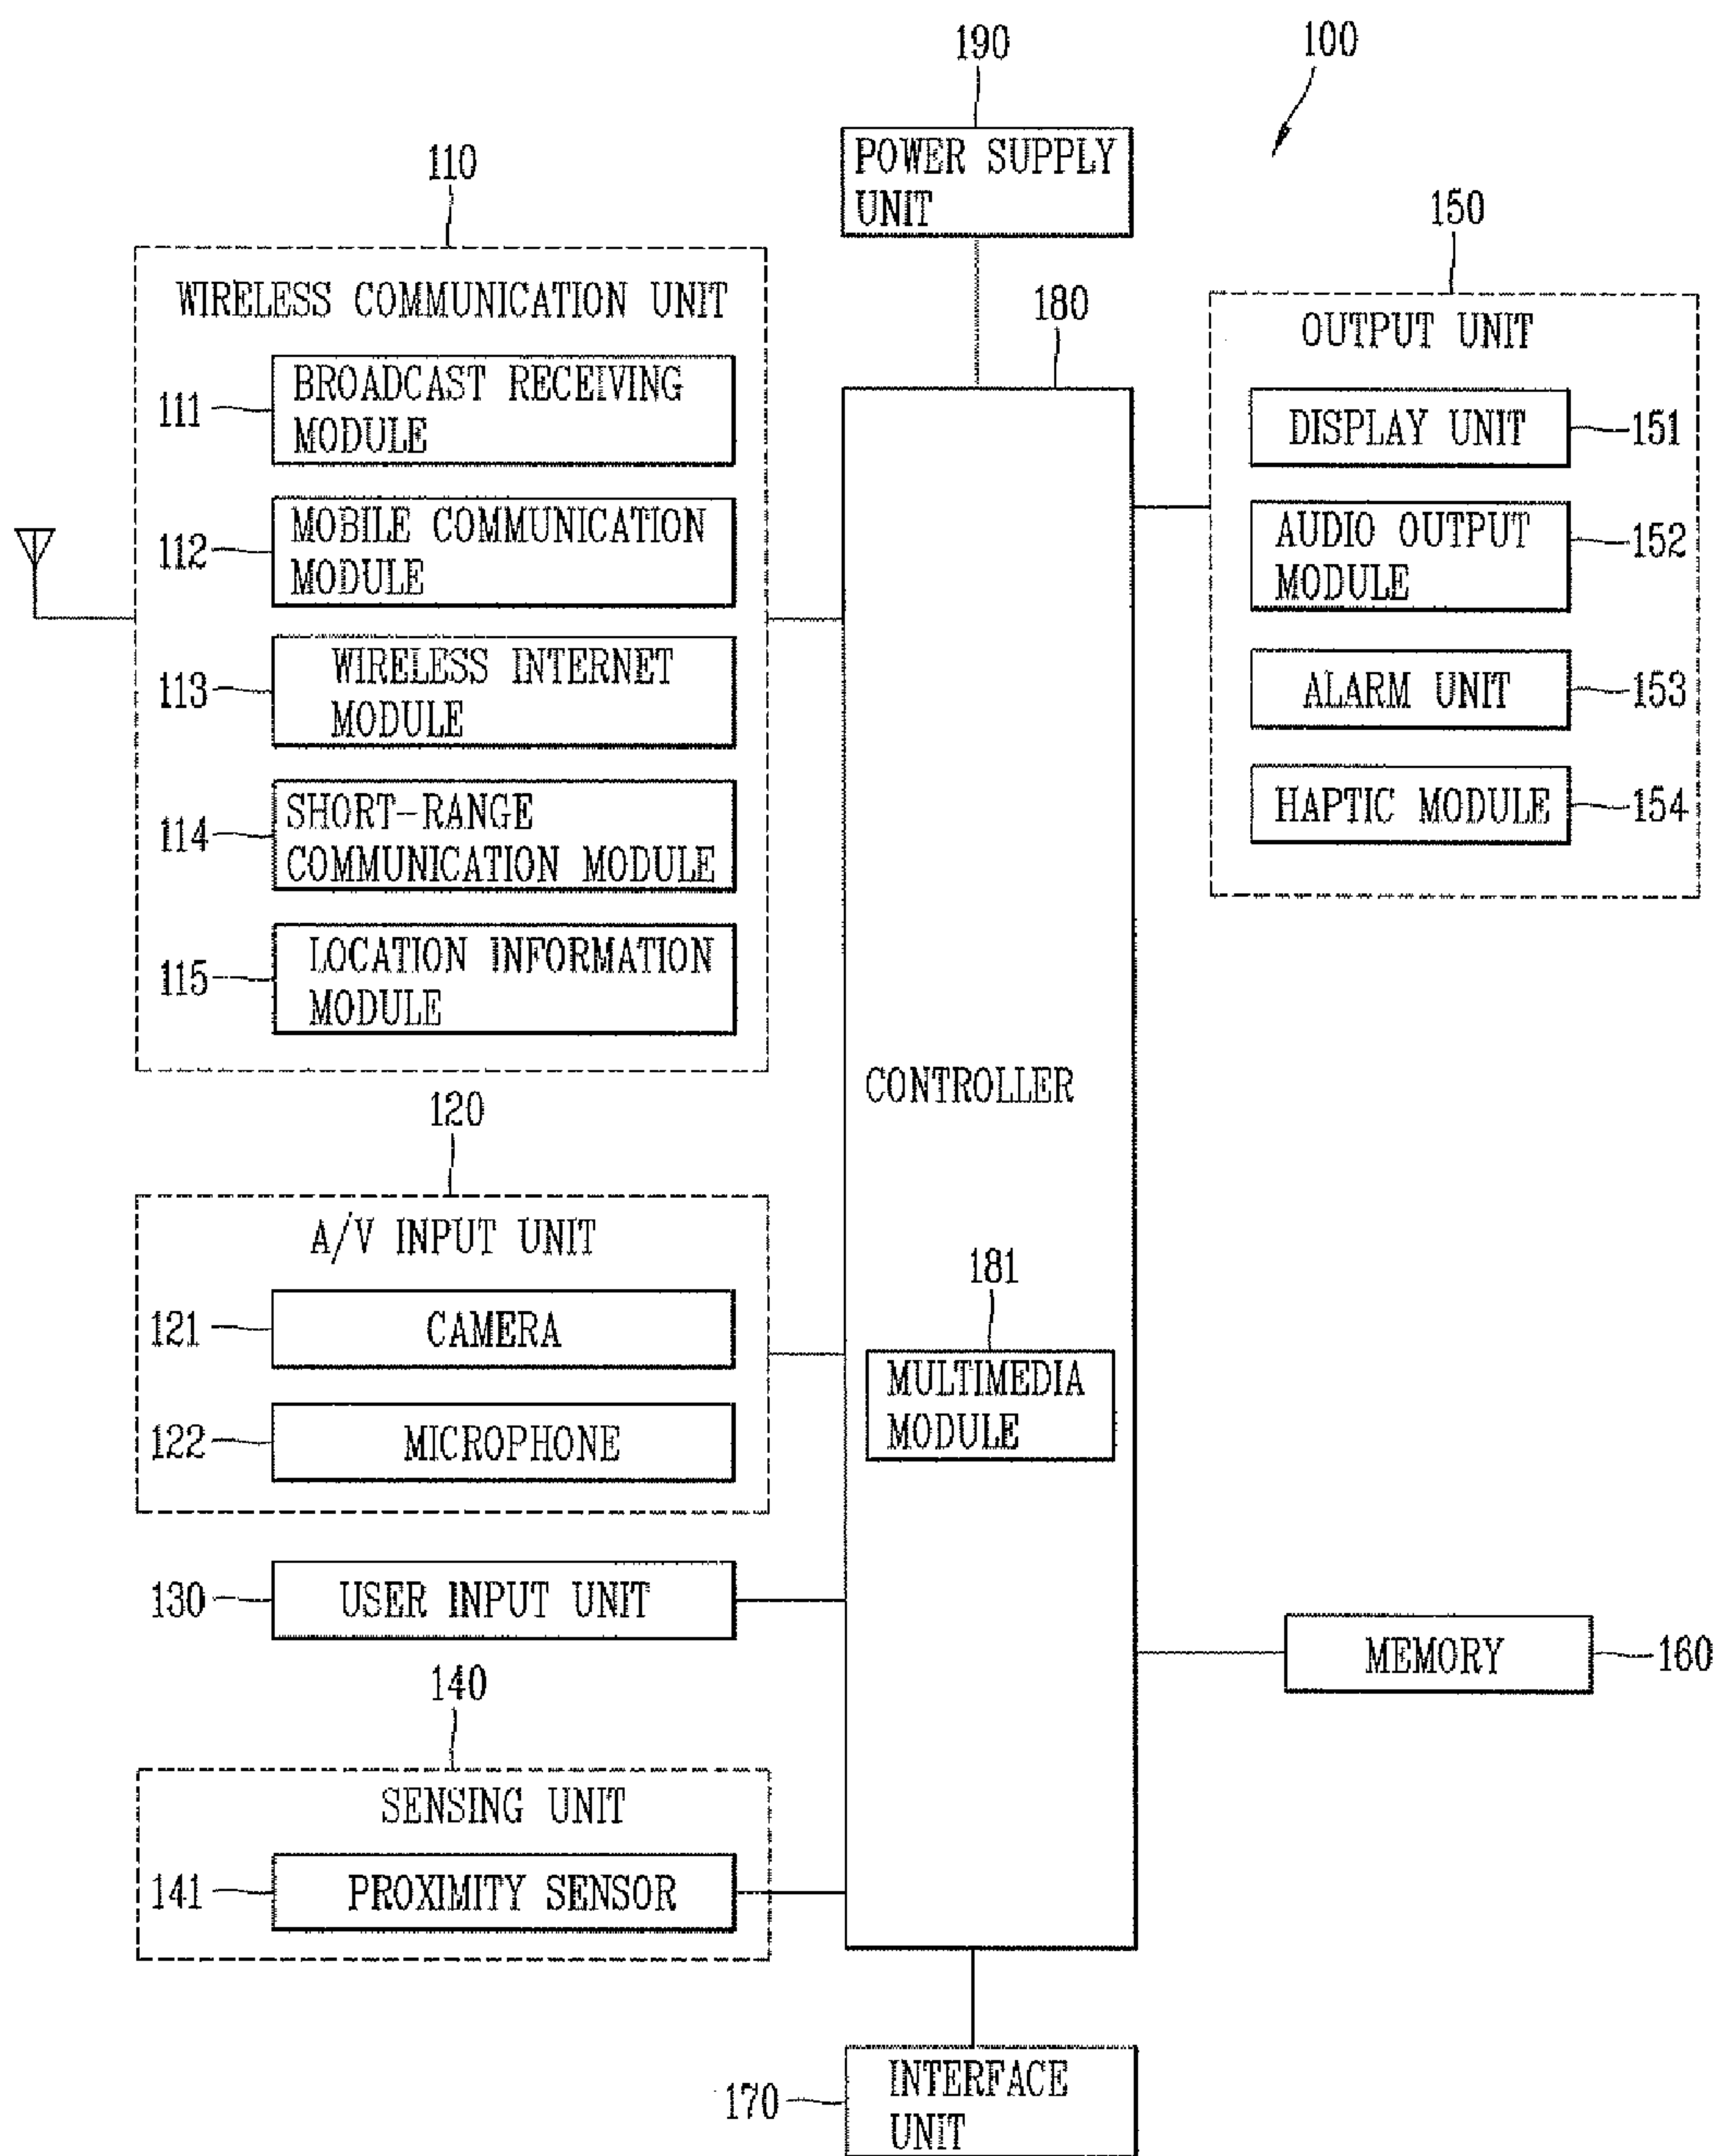 190
100
POWER SUPPLY
UNIT
110
WIRELESS COMMUNICATION UNIT
111
BROADCAST RECEIVING
MODULE
112
MOBILE COMMUNICATION
MODULE
113
WIRELESS INTERNET
MODULE
114
SHORT-RANGE
COMMUNICATION MODULE
115
LOCATION INFORMATION
MODULE
120
A/V INPUT UNIT
121
CAMERA
122
MICROPHONE
130
USER INPUT UNIT
140
SENSING UNIT
141
PROXIMITY SENSOR
180
CONTROLLER
181
MULTIMEDIA
MODULE
150
OUTPUT UNIT
DISPLAY UNIT
151
AUDIO OUTPUT
MODULE
152
ALARM UNIT
153
HAPTIC MODULE
154
MEMORY
160
170
INTERFACE
UNIT